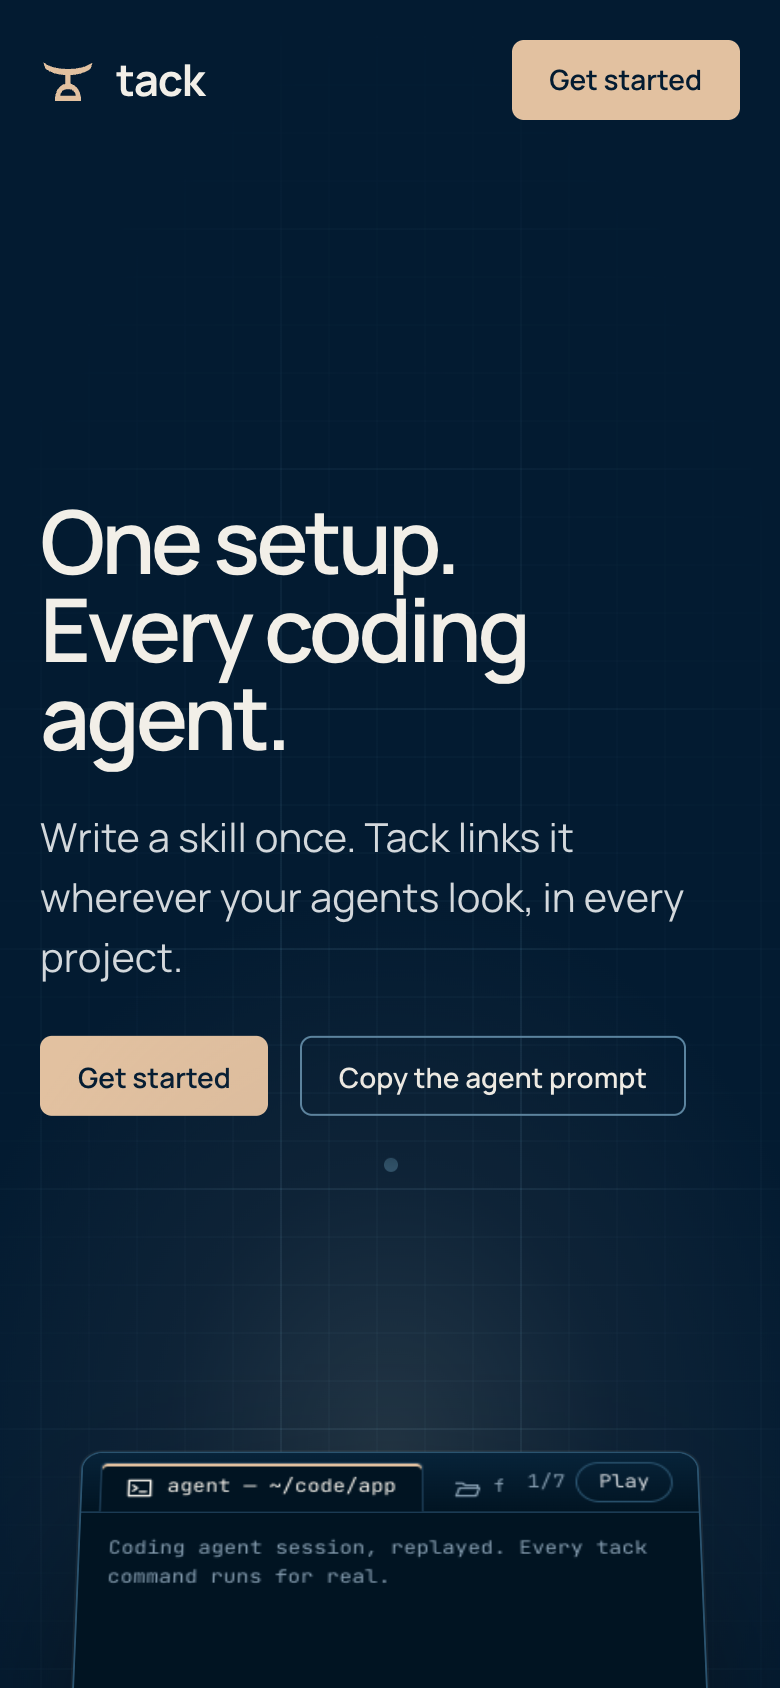 tack
Get started
One setup.
Every coding
agent.
Write a skill once. Tack links it
wherever your agents look, in every
project.
Get started
Copy the agent prompt
agent — ~/code/app
f
1/7
Play
Coding agent session, replayed. Every tack
command runs for real.